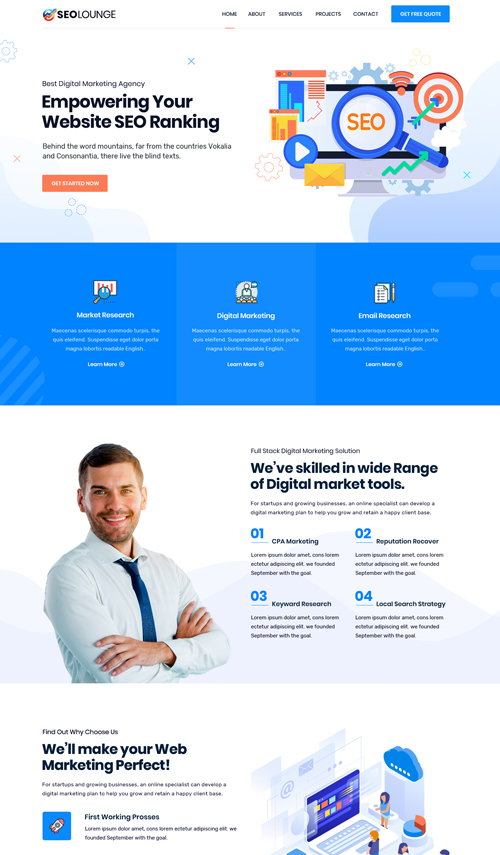 SEOLOUNGE
HOME ABOUT SERVICES PROJECTS CONTACT GET FREE QUOTE
Best Digital Marketing Agency
Empowering Your
Website SEO Ranking
Behind the word mountains, far from the countries Vokalia
and Consonantia, there live the blind texts.
GET STARTED NOW
SEO
Market Research
Maecenas scelerisque commodo turpis, the
quis eleifend. Suspendisse eget dolor porta
magna lobortis readable English.
Learn More
Digital Marketing
Maecenas scelerisque commodo turpis, the
quis eleifend. Suspendisse eget dolor porta
magna lobortis readable English.
Learn More
Email Research
Maecenas scelerisque commodo turpis, the
quis eleifend. Suspendisse eget dolor porta
magna lobortis readable English.
Learn More
Full Stack Digital Marketing Solution
We've skilled in wide Range
of Digital market tools.
For startups and growing businesses, an online specialist can develop a
digital marketing plan to help you grow and retain a happy client base.
01 CPA Marketing
Lorem ipsum dolor amet, cons lorem
ectetur adipiscing elit, we founded
September with the goal.
02 Reputation Recover
Lorem ipsum dolor amet, cons lorem
ectetur adipiscing elit, we founded
September with the goal.
03 Koyward Research
Lorem ipsum dolor amet, cons lorem
ectetur adipiscing elit, we founded
September with the goal.
04 Local Search Strategy
Lorem ipsum dolor amet, cons lorem
ectetur adipiscing elit, we founded
September with the goal.
Find Out Why Choose Us
We'll make your Web
Marketing Perfect!
For startups and growing businesses, an online specialist can develop a
digital marketing plan to help you grow and retain a happy client base.
First Working Prosses
Lorem ipsum dolor amet, cons lorem ectetur adipiscing elit, we
founded September with the goal.
@